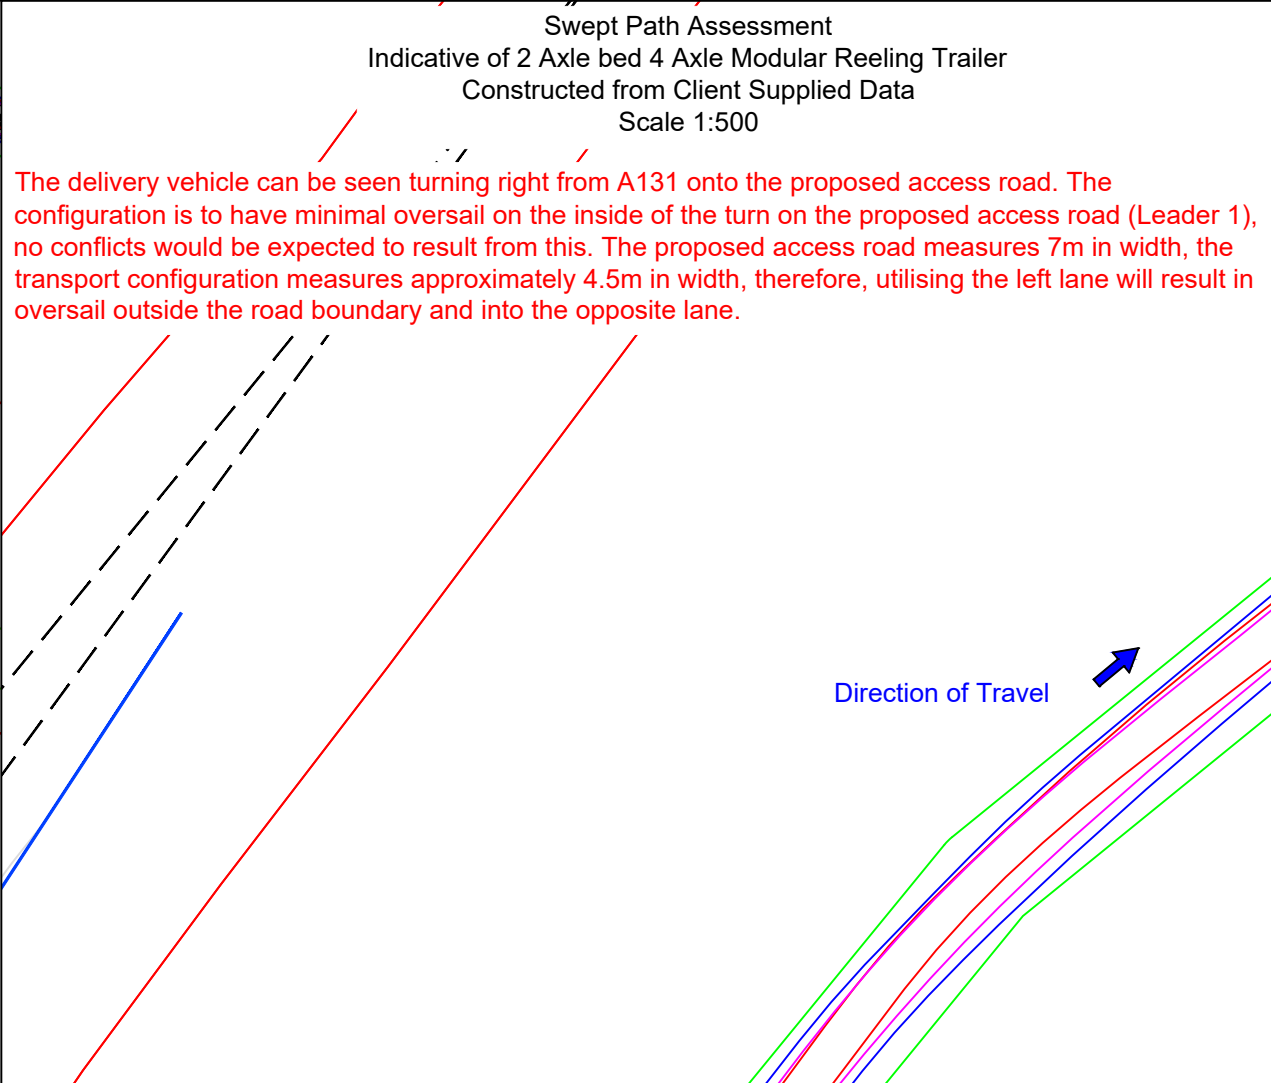 Swept Path Assessment
Indicative of 2 Axle bed 4 Axle Modular Reeling Trailer
Constructed from Client Supplied Data
Scale 1:500
The delivery vehicle can be seen turning right from A131 onto the proposed access road. The
configuration is to have minimal oversail on the inside of the turn on the proposed access road (Leader 1),
no conflicts would be expected to result from this. The proposed access road measures 7m in width, the
transport configuration measures approximately 4.5m in width, therefore, utilising the left lane will result in
oversail outside the road boundary and into the opposite lane.
Direction of Travel